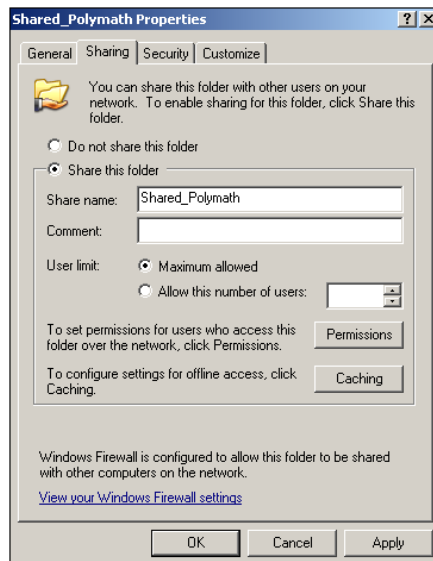 Shared_Polymath Properties
General Sharing Security Customize
You can share this folder with other users on your
network. To enable sharing for this folder, click Share this
folder.
Do not share this folder
Share this folder
Share name: Shared_Polymath
Comment:
User limit: Maximum allowed
Allow this number of users:
To set permissions for users who access this
folder over the network, click Permissions.
Permissions
To configure settings for offline access, click
Caching.
Caching
Windows Firewall is configured to allow this folder to be shared
with other computers on the network.
View your Windows Firewall settings
OK Cancel Apply